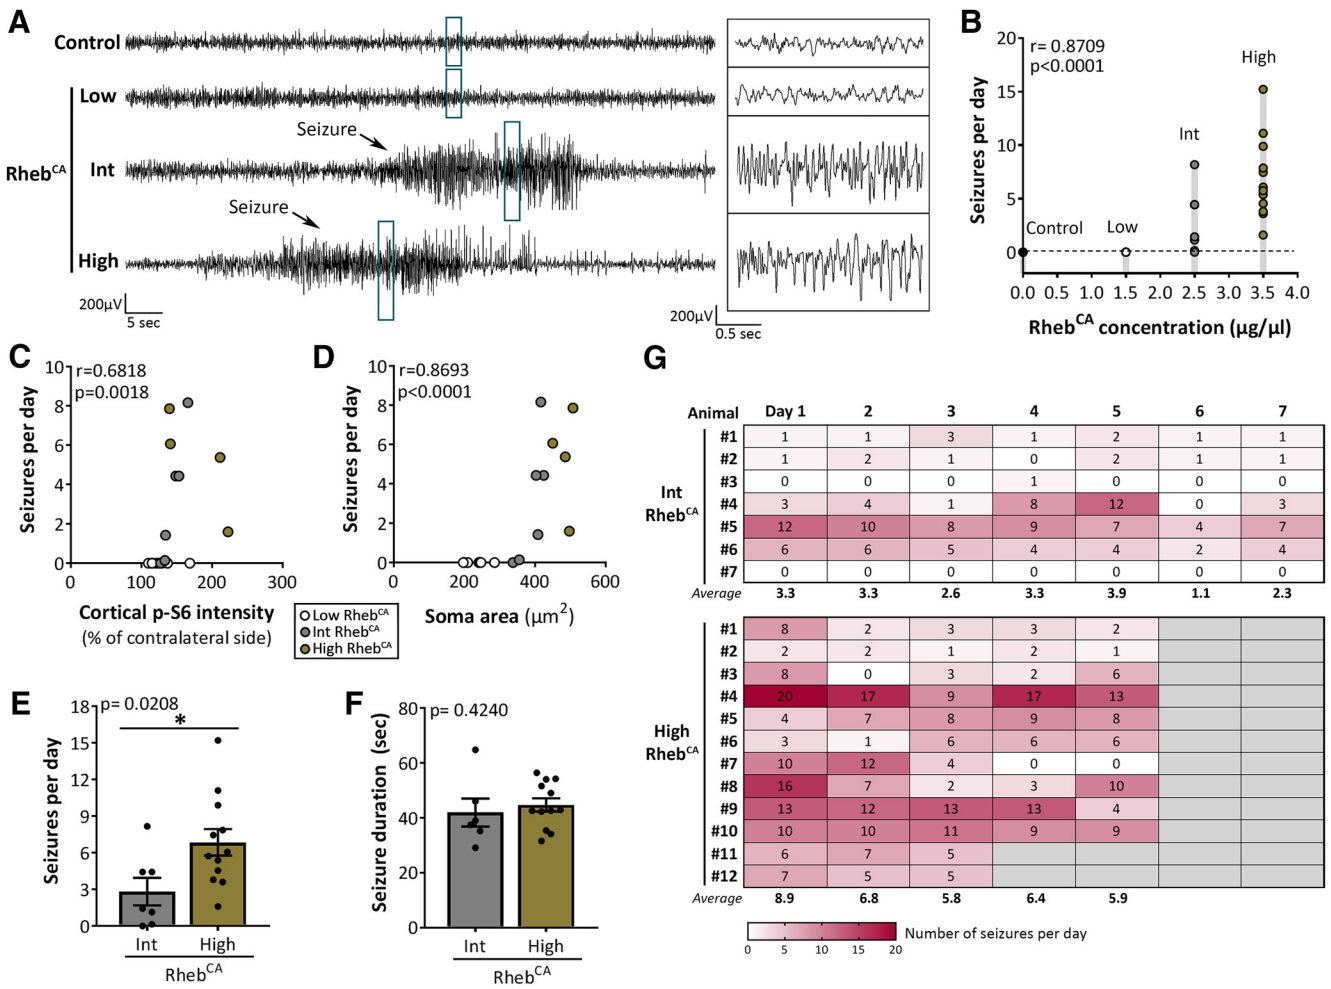 A
Control
Low
Seizure
Int
Rheb^CA
Seizure
High
200μV
5 sec
200μV
0.5 sec
B
r= 0.8709
p<0.0001
High
Int
Control
Low
Seizures per day
20
15
10
5
0
0.0 0.5 1.0 1.5 2.0 2.5 3.0 3.5 4.0
Rheb^CA concentration (μg/μl)
C
r=0.6818
p=0.0018
Seizures per day
10
8
6
4
2
0
0 100 200 300
Cortical p-S6 intensity
(% of contralateral side)
D
r=0.8693
p<0.0001
Seizures per day
10
8
6
4
2
0
0 200 400 600
Soma area (μm²)
Low Rheb^CA
Int Rheb^CA
High Rheb^CA
E
p= 0.0208
*
Seizures per day
18
15
12
9
6
3
0
Int High
Rheb^CA
F
p= 0.4240
Seizure duration (sec)
80
60
40
20
0
Int High
Rheb^CA
G
Animal Day 1 2 3 4 5 6 7
Int
Rheb^CA
#1 1 1 3 1 2 1 1
#2 1 2 1 0 2 1 1
#3 0 0 0 1 0 0 0
#4 3 4 1 8 12 0 3
#5 12 10 8 9 7 4 7
#6 6 6 5 4 4 2 4
#7 0 0 0 0 0 0 0
Average 3.3 3.3 2.6 3.3 3.9 1.1 2.3
High
Rheb^CA
#1 8 2 3 3 2
#2 2 2 1 2 1
#3 8 0 3 2 6
#4 20 17 9 17 13
#5 4 7 8 9 8
#6 3 1 6 6 6
#7 10 12 4 0 0
#8 16 7 2 3 10
#9 13 12 13 13 4
#10 10 10 11 9 9
#11 6 7 5
#12 7 5 5
Average 8.9 6.8 5.8 6.4 5.9
0 5 10 15 20
Number of seizures per day